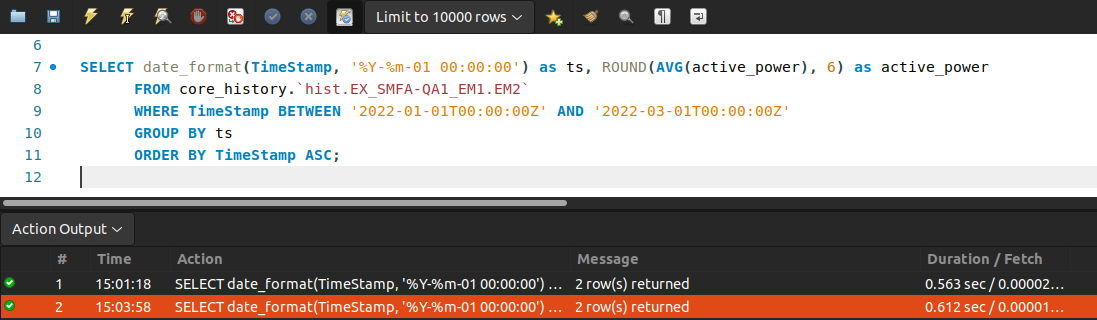 Limit to 10000 rows
6
7 SELECT date_format(TimeStamp, '%Y-%m-01 00:00:00') as ts, ROUND(AVG(active_power), 6) as active_power
8 FROM core_history.`hist.EX_SMFA-QA1_EM1.EM2`
9 WHERE TimeStamp BETWEEN '2022-01-01T00:00:00Z' AND '2022-03-01T00:00:00Z'
10 GROUP BY ts
11 ORDER BY TimeStamp ASC;
12
Action Output
# Time Action Message Duration / Fetch
1 15:01:18 SELECT date_format(TimeStamp, '%Y-%m-01 00:00:00') ... 2 row(s) returned 0.563 sec / 0.00002...
2 15:03:58 SELECT date_format(TimeStamp, '%Y-%m-01 00:00:00') ... 2 row(s) returned 0.612 sec / 0.00001...